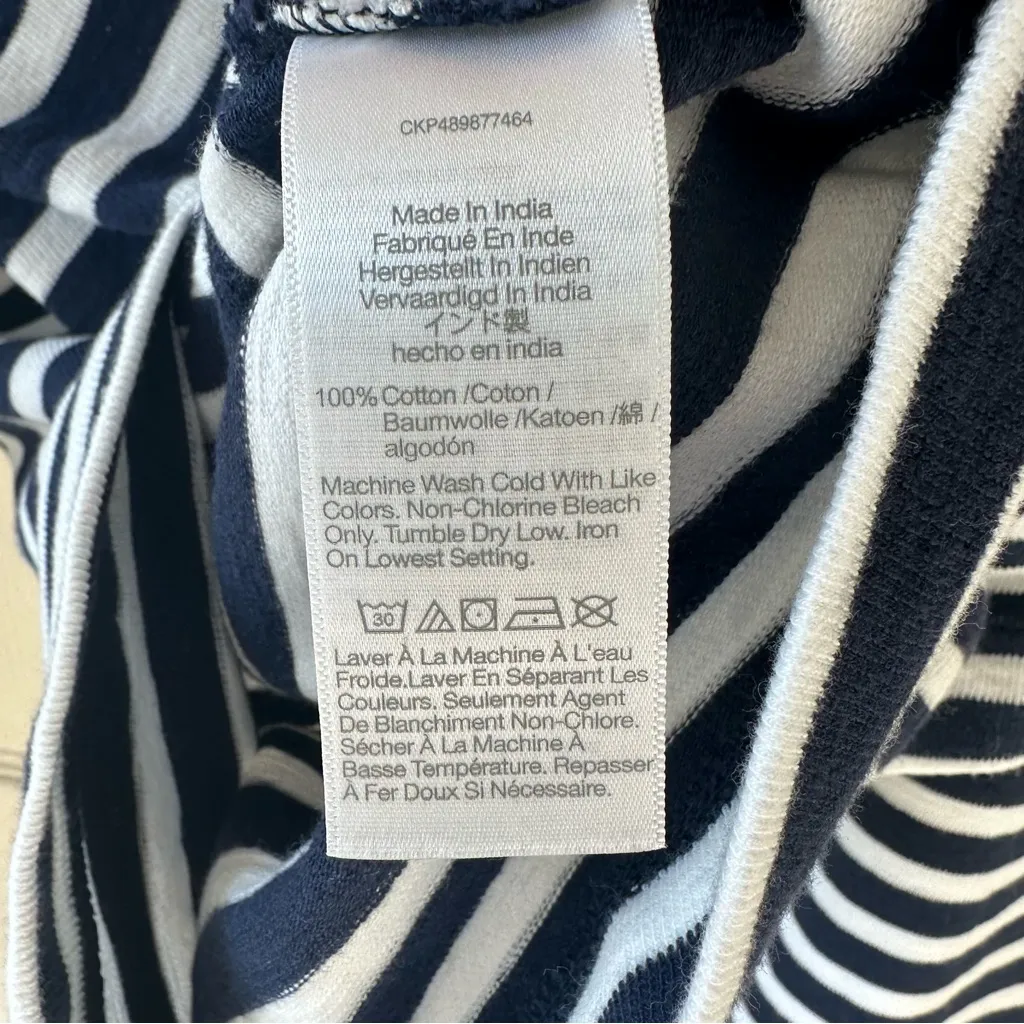 CKP489877464
Made In India
Fabriqué En Inde
Hergestellt In Indien
Vervaardigd In India
インド製
hecho en india
100% Cotton /Coton /
Baumwolle /Katoen /綿 /
algodón
Machine Wash Cold With Like
Colors. Non-Chlorine Bleach
Only. Tumble Dry Low. Iron
On Lowest Setting.
30
Laver À La Machine À L'eau
Froide.Laver En Séparant Les
Couleurs. Seulement Agent
De Blanchiment Non-Chlore.
Sécher À La Machine À
Basse Température. Repasser
À Fer Doux Si Nécessaire.